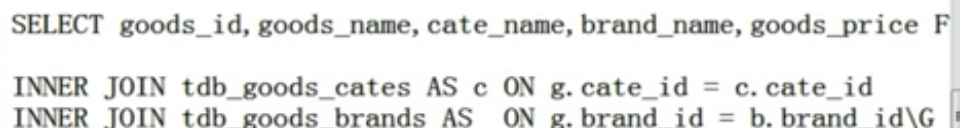 SELECT goods_id, goods_name, cate_name, brand_name, goods_price F
INNER JOIN tdb_goods_cates AS c ON g.cate_id = c.cate_id
INNER JOIN tdb_goods_brands AS  ON g.brand_id = b.brand_id\G